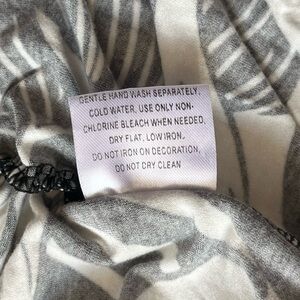 GENTLE HAND WASH SEPARATELY,
COLD WATER, USE ONLY NON-
CHLORINE BLEACH WHEN NEEDED,
DRY FLAT, LOW IRON,
DO NOT IRON ON DECORATION,
DO NOT DRY CLEAN